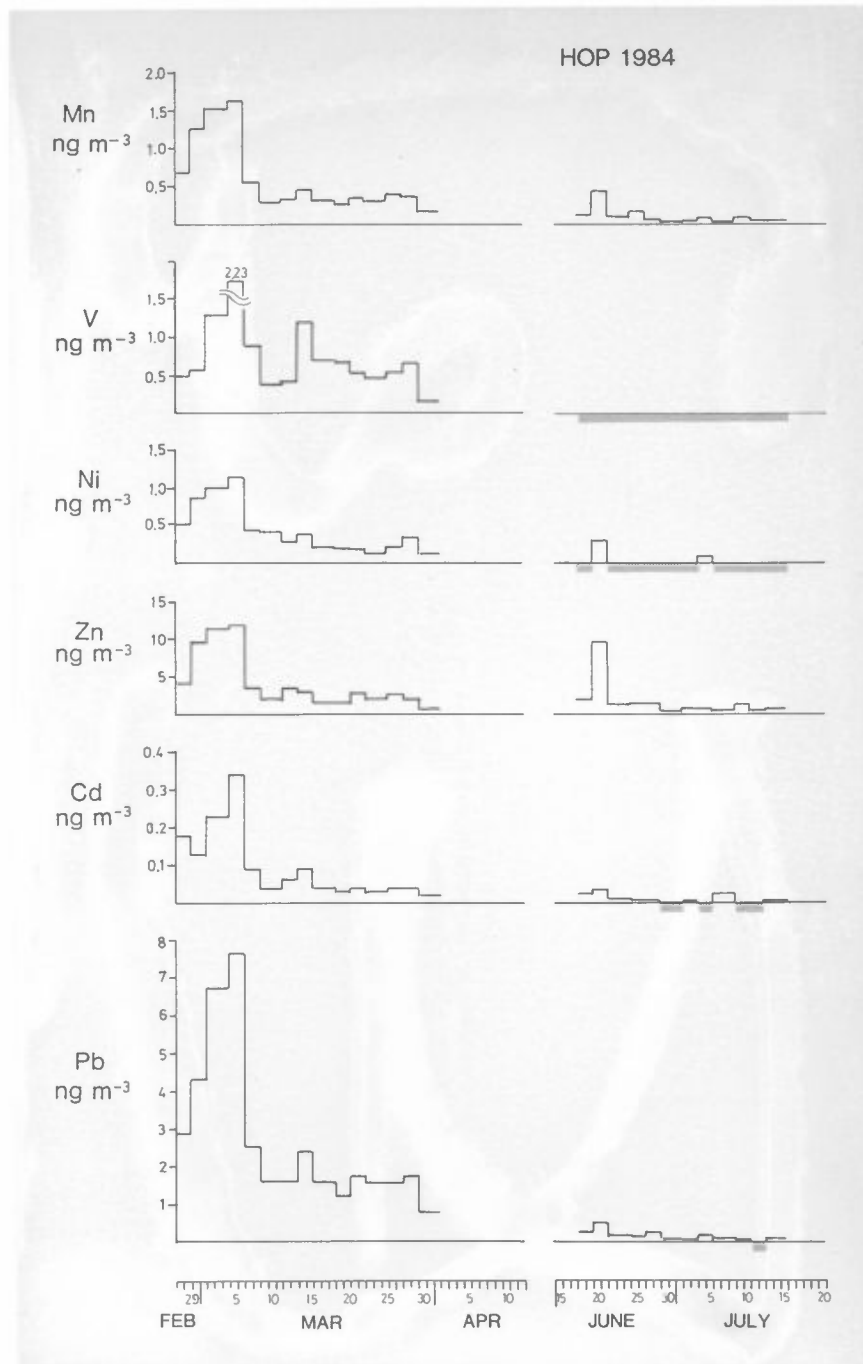 HOP 1984
Mn
ng m⁻³
2.0
1.5
1.0
0.5
V
ng m⁻³
2,23
1.5
1.0
0.5
Ni
ng m⁻³
1.5
1.0
0.5
Zn
ng m⁻³
15
10
5
Cd
ng m⁻³
0.4
0.3
0.2
0.1
Pb
ng m⁻³
8
7
6
5
4
3
2
1
29 5 10 15 20 25 30 5 10 15 20 25 30 5 10 15 20
FEB MAR APR JUNE JULY